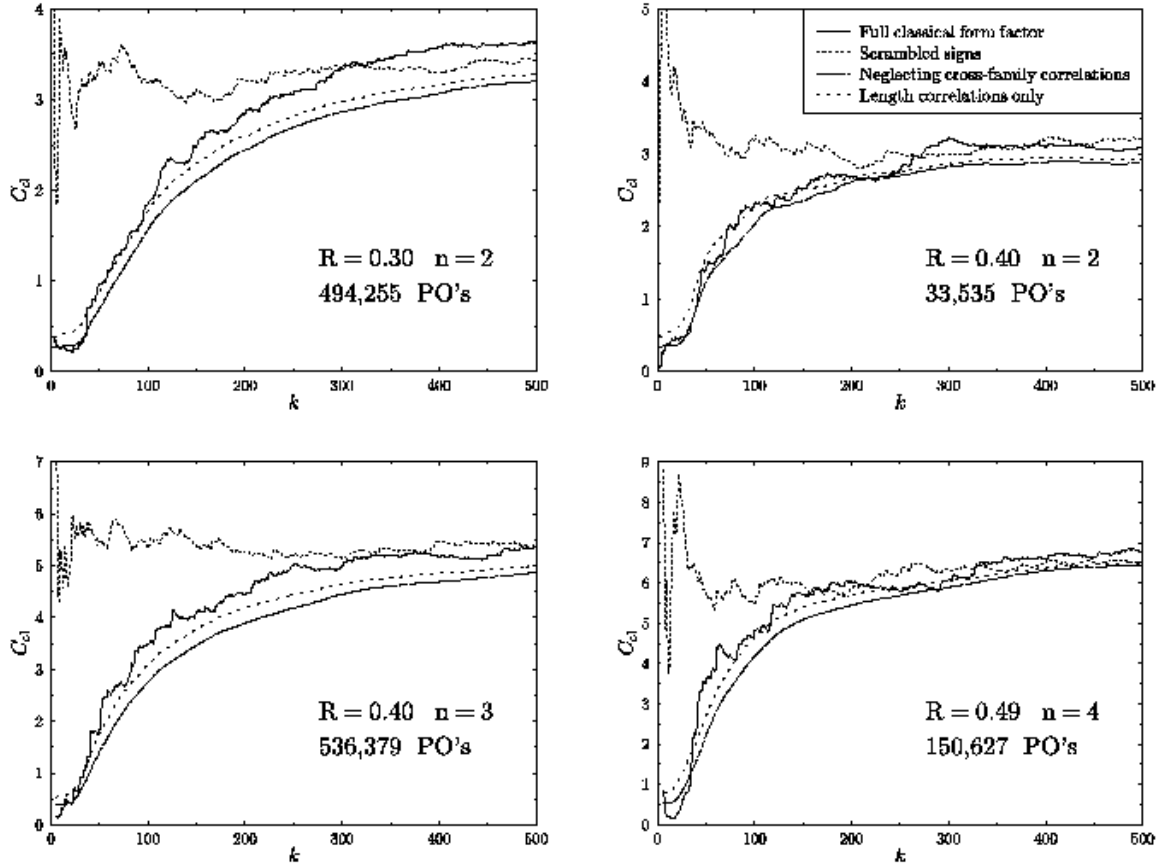 4
3
2
1
0
C_cl
0 100 200 300 400 500
k
R = 0.30 n = 2
494,255 PO's
5
4
3
2
1
0
C_cl
0 100 200 300 400 500
k
Full classical form factor
Scrambled signs
Neglecting cross-family correlations
Length correlations only
R = 0.40 n = 2
33,535 PO's
7
6
5
4
3
2
1
0
C_cl
0 100 200 300 400 500
k
R = 0.40 n = 3
536,379 PO's
9
8
7
6
5
4
3
2
1
0
C_cl
0 100 200 300 400 500
k
R = 0.49 n = 4
150,627 PO's